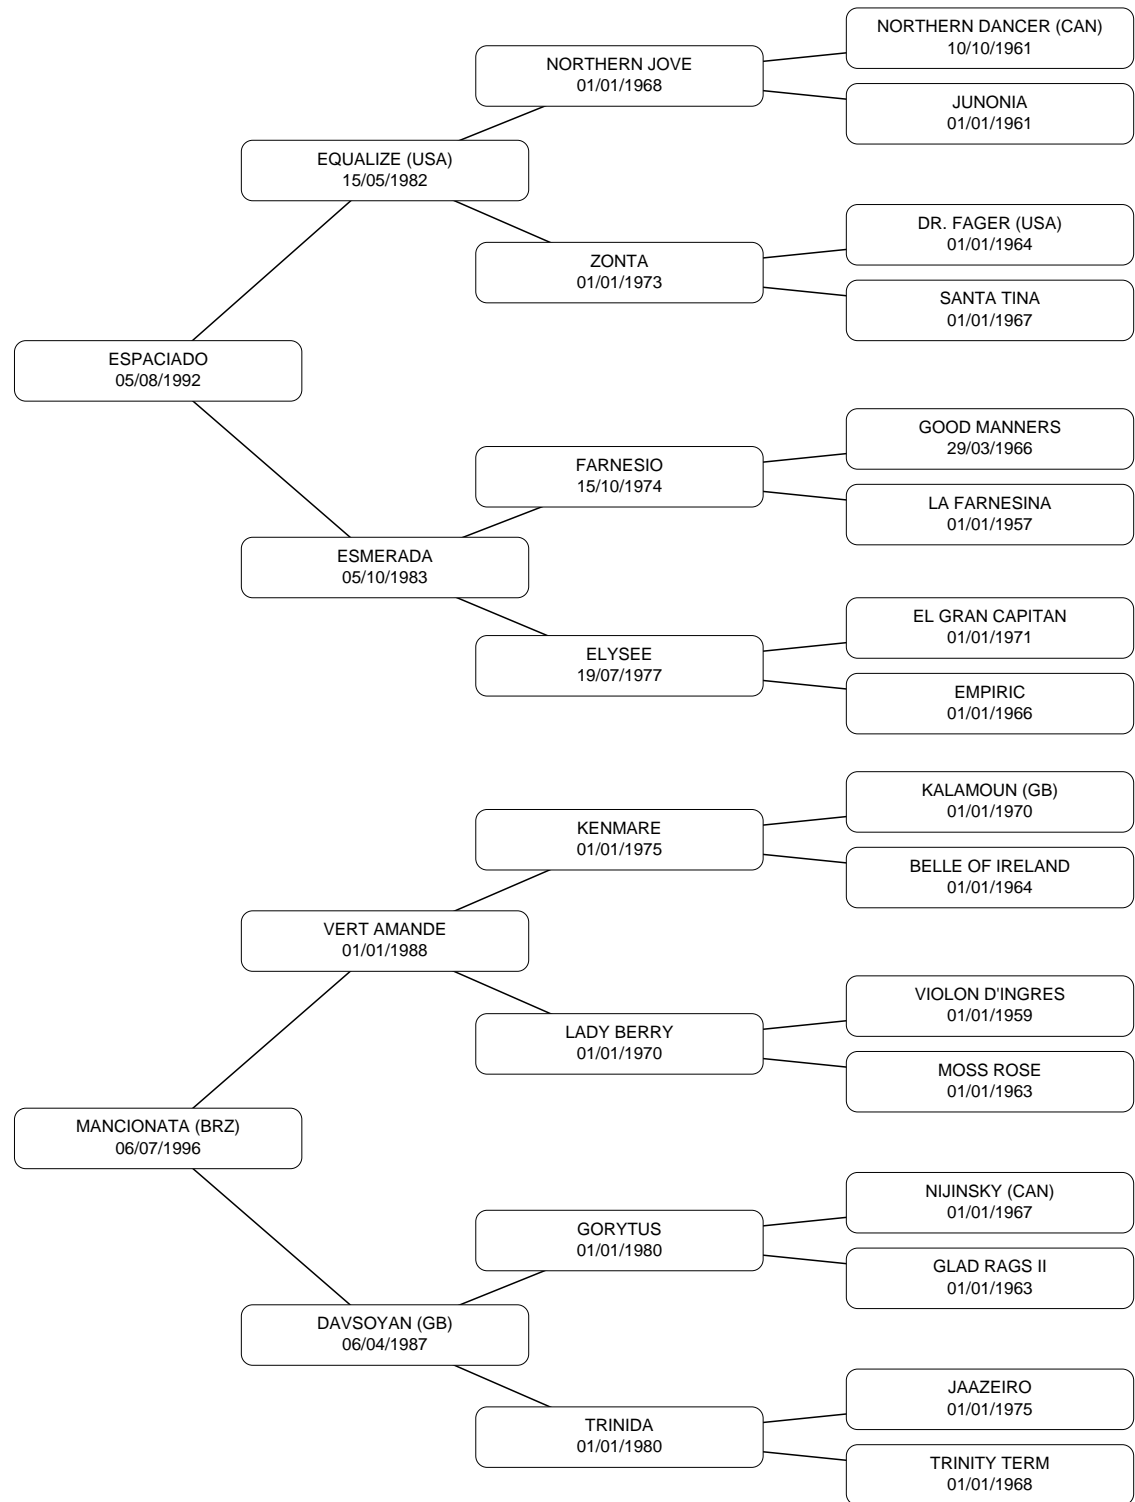 NORTHERN DANCER (CAN)
10/10/1961
NORTHERN JOVE
01/01/1968
JUNONIA
01/01/1961
EQUALIZE (USA)
15/05/1982
DR. FAGER (USA)
01/01/1964
ZONTA
01/01/1973
SANTA TINA
01/01/1967
ESPACIADO
05/08/1992
GOOD MANNERS
29/03/1966
FARNESIO
15/10/1974
LA FARNESINA
01/01/1957
ESMERADA
05/10/1983
EL GRAN CAPITAN
01/01/1971
ELYSEE
19/07/1977
EMPIRIC
01/01/1966
KALAMOUN (GB)
01/01/1970
KENMARE
01/01/1975
BELLE OF IRELAND
01/01/1964
VERT AMANDE
01/01/1988
VIOLON D'INGRES
01/01/1959
LADY BERRY
01/01/1970
MOSS ROSE
01/01/1963
MANCIONATA (BRZ)
06/07/1996
NIJINSKY (CAN)
01/01/1967
GORYTUS
01/01/1980
GLAD RAGS II
01/01/1963
DAVSOYAN (GB)
06/04/1987
JAAZEIRO
01/01/1975
TRINIDA
01/01/1980
TRINITY TERM
01/01/1968